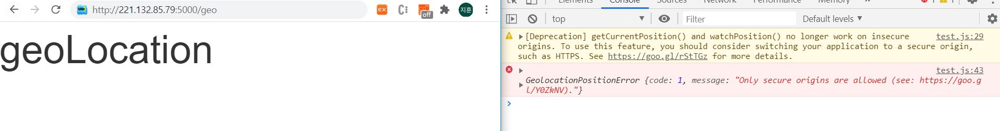 http://221.132.85.79:5000/geo
EX
C
com
off
지훈
geoLocation
Elements Console Sources Network Performance Memory » 1 1
top
Filter
Default levels ▼
[Deprecation] getCurrentPosition() and watchPosition() no longer work on insecure test.js:29
origins. To use this feature, you should consider switching your application to a secure origin,
such as HTTPS. See https://goo.gl/rStTGz for more details.
test.js:43
GeolocationPositionError {code: 1, message: "Only secure origins are allowed (see: https://goo.g
l/Y0ZkNV)."}